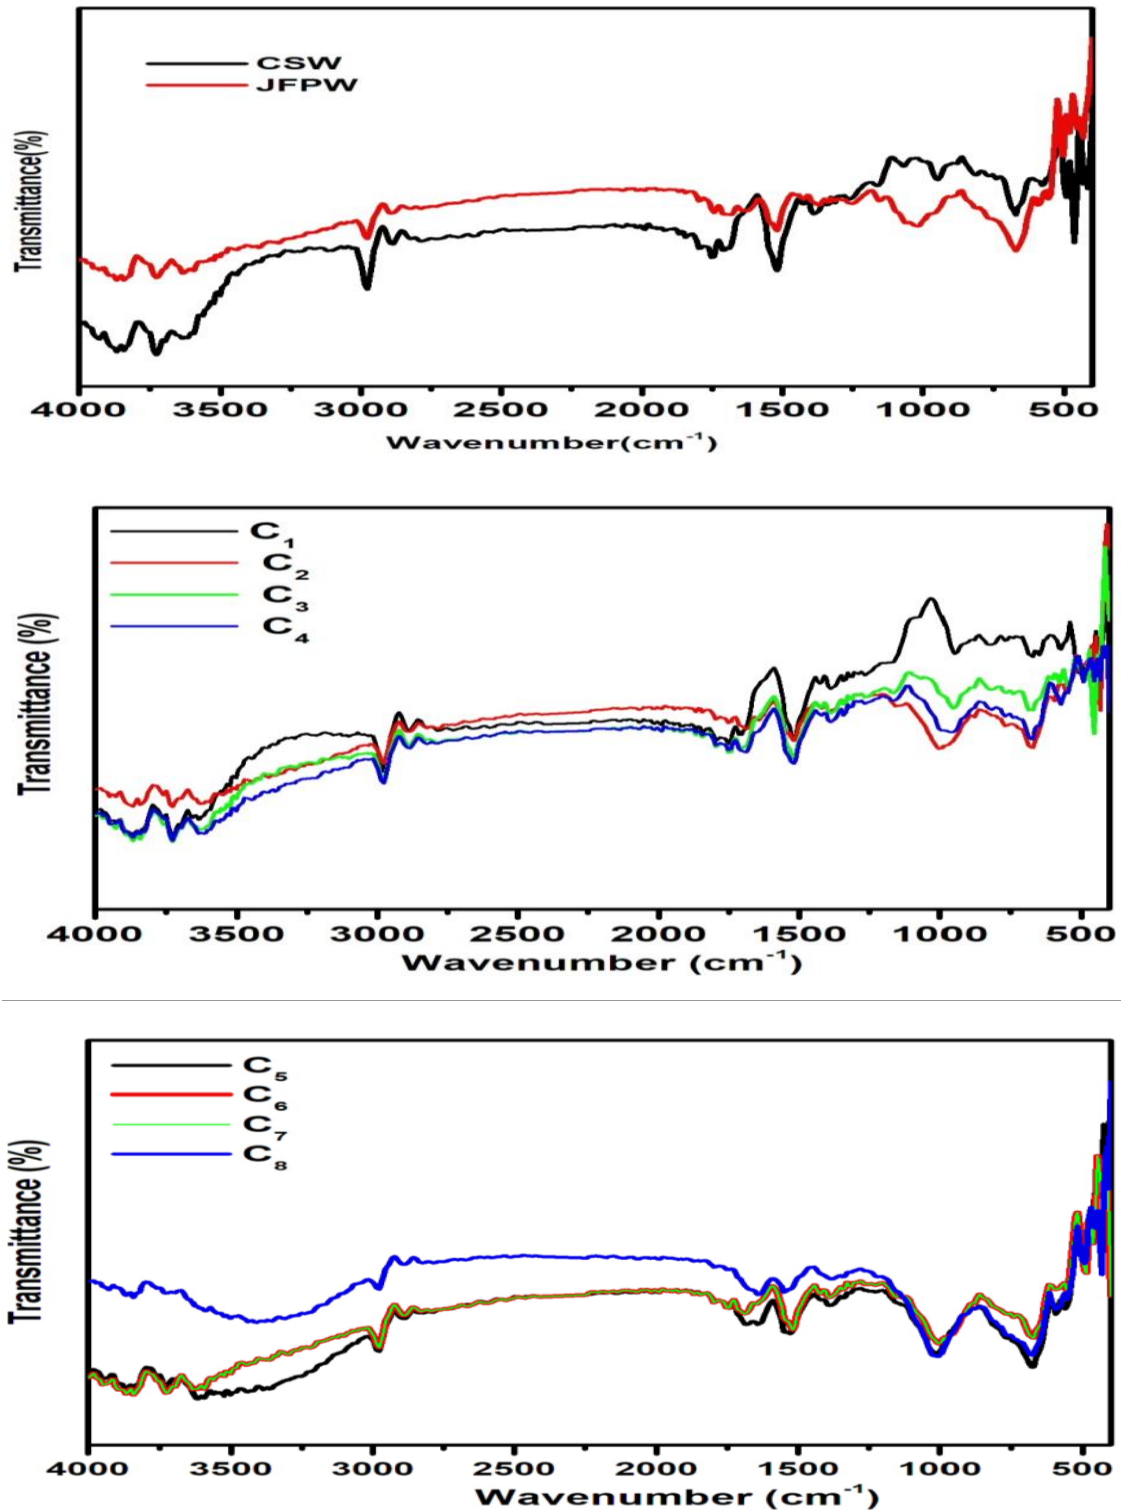 CSW
JFPW
Transmittance(%)
4000 3500 3000 2500 2000 1500 1000 500
Wavenumber(cm⁻¹)
C₁
C₂
C₃
C₄
Transmittance (%)
4000 3500 3000 2500 2000 1500 1000 500
Wavenumber (cm⁻¹)
C₅
C₆
C₇
C₈
Transmittance (%)
4000 3500 3000 2500 2000 1500 1000 500
Wavenumber (cm⁻¹)